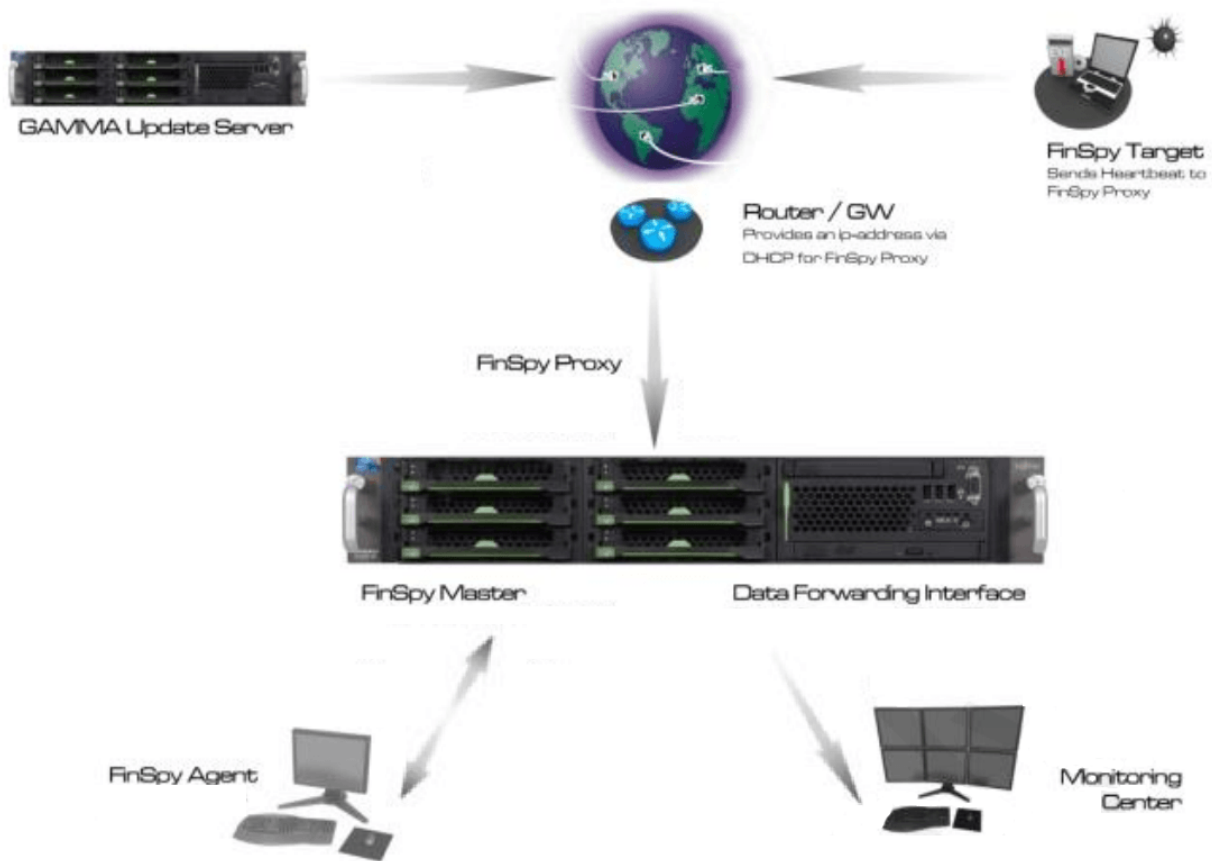 GAMMA Update Server
FinSpy Target
Sends Heartbeat to
FinSpy Proxy
Router / GW
Provides an ip-address via
DHCP for FinSpy Proxy
FinSpy Proxy
FinSpy Master
Data Forwarding Interface
FinSpy Agent
Monitoring
Center